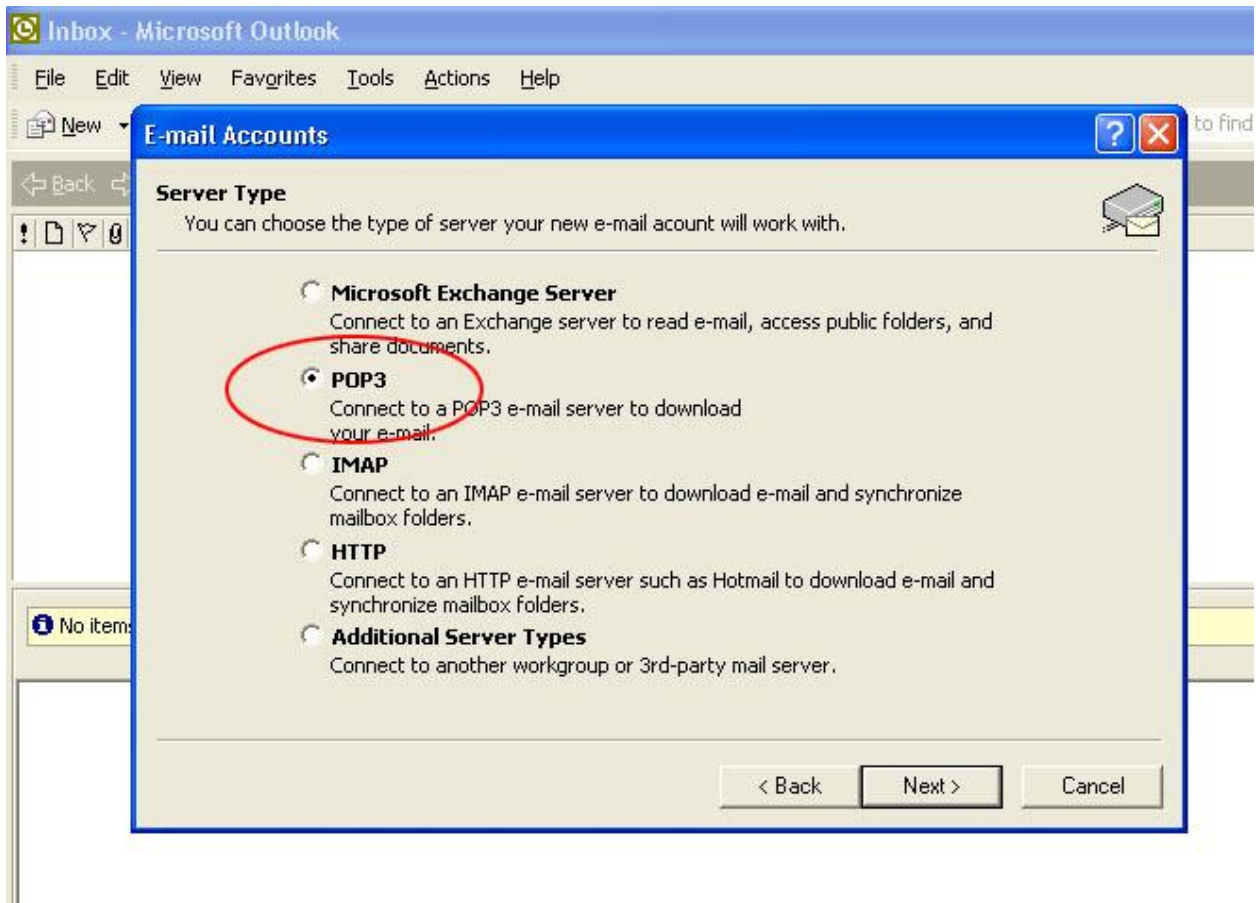 Inbox - Microsoft Outlook
File Edit View Favorites Tools Actions Help
New to find
E-mail Accounts
Back
Server Type
You can choose the type of server your new e-mail acount will work with.
Microsoft Exchange Server
Connect to an Exchange server to read e-mail, access public folders, and
share documents.
POP3
Connect to a POP3 e-mail server to download
your e-mail.
IMAP
Connect to an IMAP e-mail server to download e-mail and synchronize
mailbox folders.
HTTP
Connect to an HTTP e-mail server such as Hotmail to download e-mail and
synchronize mailbox folders.
No items
Additional Server Types
Connect to another workgroup or 3rd-party mail server.
< Back Next > Cancel